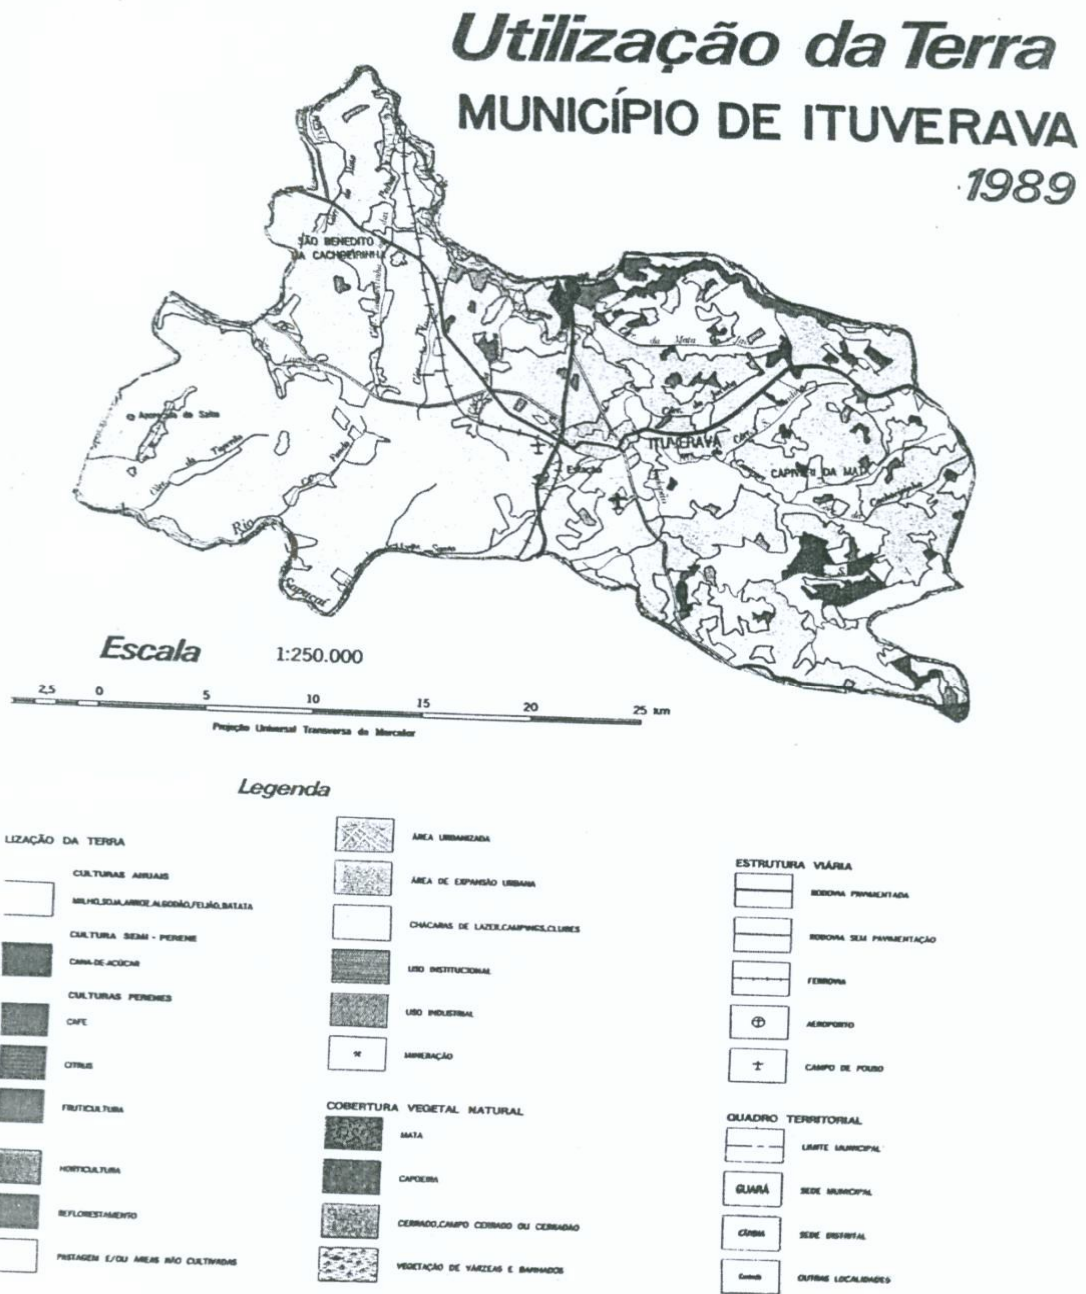 Utilização da Terra
MUNICÍPIO DE ITUVERAVA
1989
SÃO BENEDITO
DA CACHOEIRINHA
da Mata
Aparecida do Salto
ITUVERAVA
CAPIVARI DA MATA
Estação
Rio
Sapucaí
Escala 1:250.000
2,5 0 5 10 15 20 25 km
Projeção Universal Transversa de Mercator
Legenda
LIZAÇÃO DA TERRA
CULTURAS ANUAIS
MILHO,SOJA,ARROZ,ALGODÃO,FEIJÃO,BATATA
CULTURA SEMI - PERENE
CANA-DE-AÇÚCAR
CULTURAS PERENES
CAFÉ
CITRUS
FRUTICULTURA
HORTICULTURA
REFLORESTAMENTO
PASTAGEM E/OU ÁREAS NÃO CULTIVADAS
ÁREA URBANIZADA
ÁREA DE EXPANSÃO URBANA
CHÁCARAS DE LAZER,CAMPINGS,CLUBES
USO INSTITUCIONAL
USO INDUSTRIAL
MINERAÇÃO
COBERTURA VEGETAL NATURAL
MATA
CAPOEIRA
CERRADO,CAMPO CERRADO OU CERRADÃO
VEGETAÇÃO DE VÁRZEAS E BANHADOS
ESTRUTURA VIÁRIA
RODOVIA PAVIMENTADA
RODOVIA SEM PAVIMENTAÇÃO
FERROVIA
AEROPORTO
CAMPO DE POUSO
QUADRO TERRITORIAL
LIMITE MUNICIPAL
GUARÁ SEDE MUNICIPAL
SEDE DISTRITAL
OUTRAS LOCALIDADES